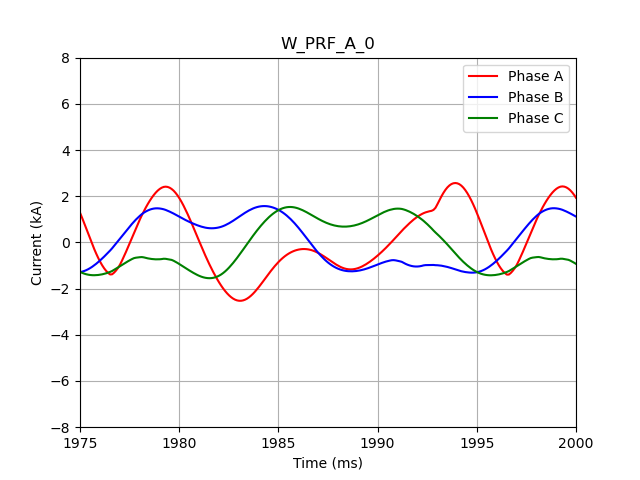 W_PRF_A_0
Phase A
Phase B
Phase C
Current (kA)
8
6
4
2
0
−2
−4
−6
−8
1975 1980 1985 1990 1995 2000
Time (ms)